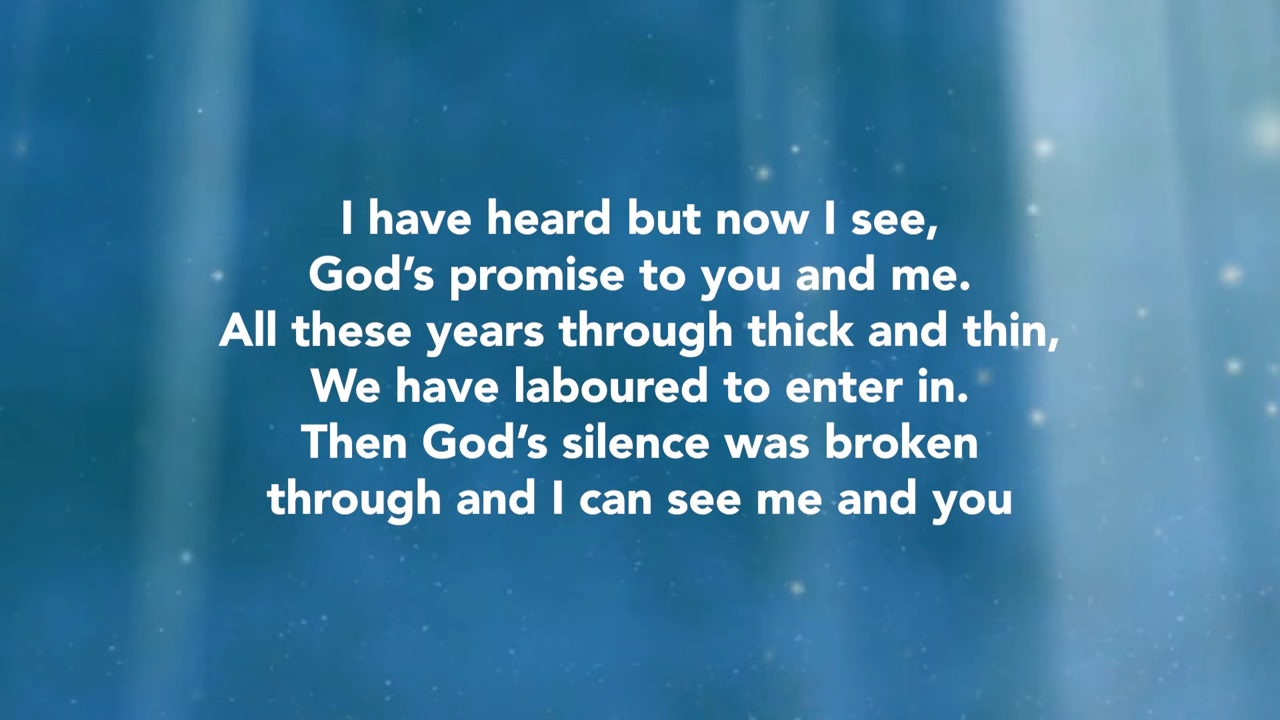 I have heard but now I see,
God’s promise to you and me.
All these years through thick and thin,
We have laboured to enter in.
Then God’s silence was broken
through and I can see me and you